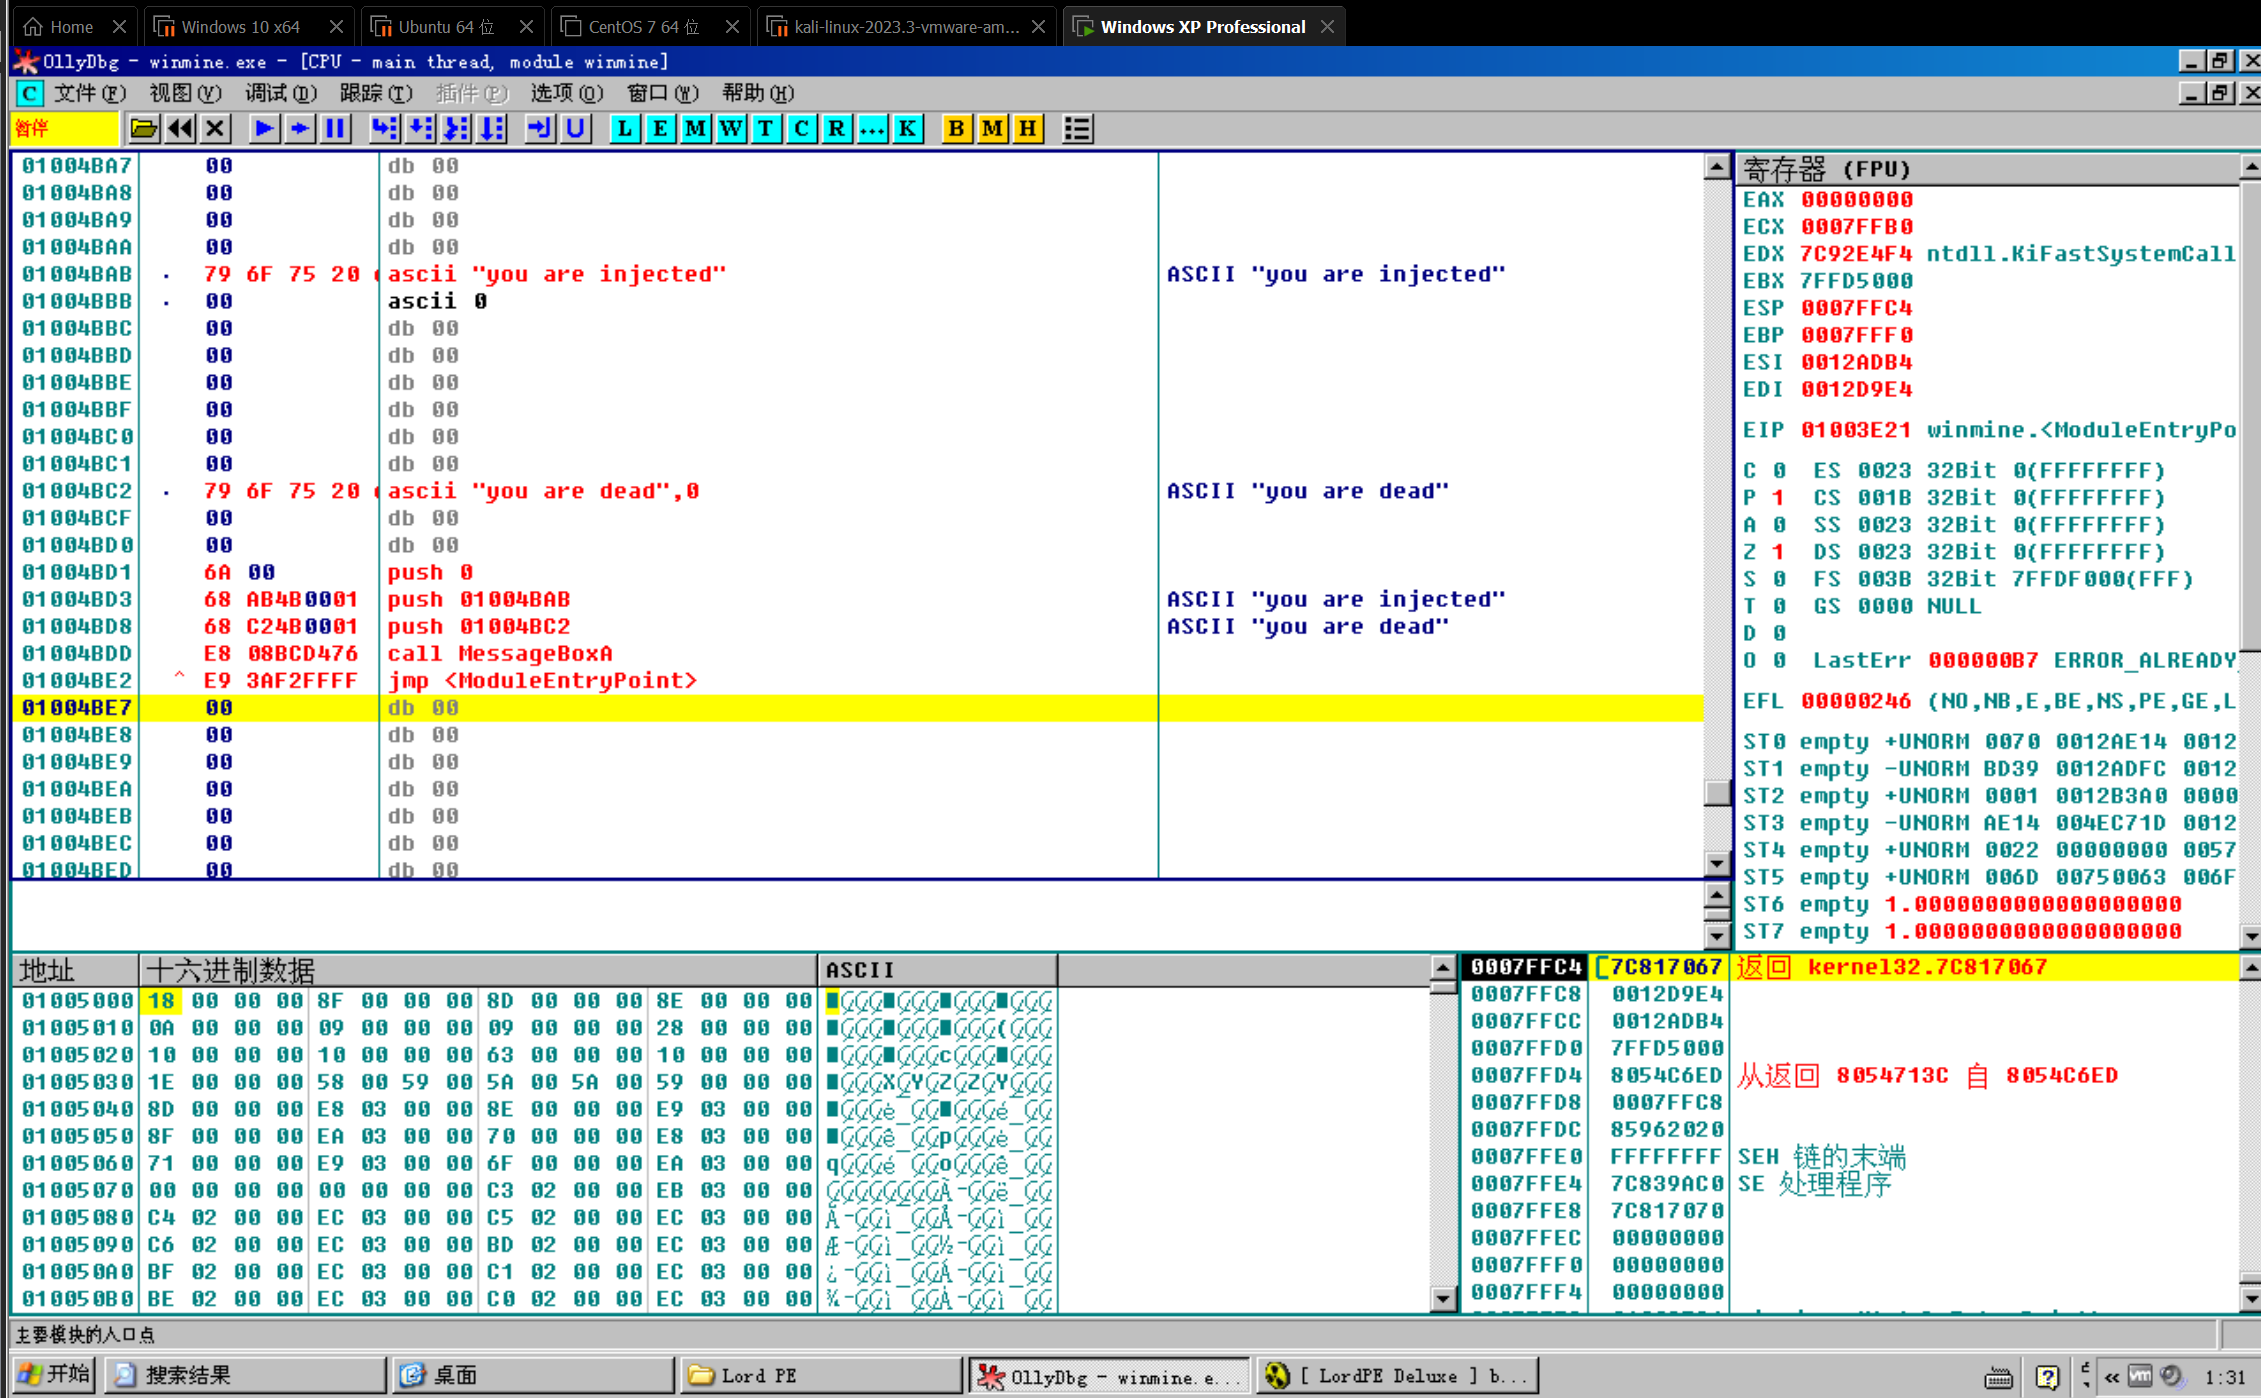 Home
Windows 10 x64
Ubuntu 64 位
CentOS 7 64 位
kali-linux-2023.3-vmware-am...
Windows XP Professional
OllyDbg - winmine.exe - [CPU - main thread, module winmine]
C 文件(F) 视图(V) 调试(D) 跟踪(T) 插件(P) 选项(O) 窗口(W) 帮助(H)
暂停 L E M W T C R ... K B M H
01004BA7 00 db 00
01004BA8 00 db 00
01004BA9 00 db 00
01004BAA 00 db 00
01004BAB . 79 6F 75 20 ascii "you are injected" ASCII "you are injected"
01004BBB . 00 ascii 0
01004BBC 00 db 00
01004BBD 00 db 00
01004BBE 00 db 00
01004BBF 00 db 00
01004BC0 00 db 00
01004BC1 00 db 00
01004BC2 . 79 6F 75 20 ascii "you are dead",0 ASCII "you are dead"
01004BCF 00 db 00
01004BD0 00 db 00
01004BD1 6A 00 push 0
01004BD3 68 AB4B0001 push 01004BAB ASCII "you are injected"
01004BD8 68 C24B0001 push 01004BC2 ASCII "you are dead"
01004BDD E8 08BCD476 call MessageBoxA
01004BE2 ^ E9 3AF2FFFF jmp <ModuleEntryPoint>
01004BE7 00 db 00
01004BE8 00 db 00
01004BE9 00 db 00
01004BEA 00 db 00
01004BEB 00 db 00
01004BEC 00 db 00
01004BED 00 db 00
寄存器 (FPU)
EAX 00000000
ECX 0007FFB0
EDX 7C92E4F4 ntdll.KiFastSystemCall
EBX 7FFD5000
ESP 0007FFC4
EBP 0007FFF0
ESI 0012ADB4
EDI 0012D9E4
EIP 01003E21 winmine.<ModuleEntryPo
C 0 ES 0023 32Bit 0(FFFFFFFF)
P 1 CS 001B 32Bit 0(FFFFFFFF)
A 0 SS 0023 32Bit 0(FFFFFFFF)
Z 1 DS 0023 32Bit 0(FFFFFFFF)
S 0 FS 003B 32Bit 7FFDF000(FFF)
T 0 GS 0000 NULL
D 0
O 0 LastErr 000000B7 ERROR_ALREADY_
EFL 00000246 (NO,NB,E,BE,NS,PE,GE,L
ST0 empty +UNORM 0070 0012AE14 0012
ST1 empty -UNORM BD39 0012ADFC 0012
ST2 empty +UNORM 0001 0012B3A0 0000
ST3 empty -UNORM AE14 004EC71D 0012
ST4 empty +UNORM 0022 00000000 0057
ST5 empty +UNORM 006D 00750063 006F
ST6 empty 1.0000000000000000000
ST7 empty 1.0000000000000000000
地址 十六进制数据 ASCII
01005000 18 00 00 00 8F 00 00 00 8D 00 00 00 8E 00 00 00
01005010 0A 00 00 00 09 00 00 00 09 00 00 00 28 00 00 00
01005020 10 00 00 00 10 00 00 00 63 00 00 00 10 00 00 00
01005030 1E 00 00 00 58 00 59 00 5A 00 5A 00 59 00 00 00
01005040 8D 00 00 00 E8 03 00 00 8E 00 00 00 E9 03 00 00
01005050 8F 00 00 00 EA 03 00 00 70 00 00 00 E8 03 00 00
01005060 71 00 00 00 E9 03 00 00 6F 00 00 00 EA 03 00 00
01005070 00 00 00 00 00 00 00 00 C3 02 00 00 EB 03 00 00
01005080 C4 02 00 00 EC 03 00 00 C5 02 00 00 EC 03 00 00
01005090 C6 02 00 00 EC 03 00 00 BD 02 00 00 EC 03 00 00
010050A0 BF 02 00 00 EC 03 00 00 C1 02 00 00 EC 03 00 00
010050B0 BE 02 00 00 EC 03 00 00 C0 02 00 00 EC 03 00 00
0007FFC4 [7C817067 返回 kernel32.7C817067
0007FFC8 0012D9E4
0007FFCC 0012ADB4
0007FFD0 7FFD5000
0007FFD4 8054C6ED 从返回 8054713C 自 8054C6ED
0007FFD8 0007FFC8
0007FFDC 85962020
0007FFE0 FFFFFFFF SEH 链的末端
0007FFE4 7C839AC0 SE 处理程序
0007FFE8 7C817070
0007FFEC 00000000
0007FFF0 00000000
0007FFF4 00000000
主要模块的入口点
开始
搜索结果
桌面
Lord PE
OllyDbg - winmine.e...
[ LordPE Deluxe ] b...
« 1:31